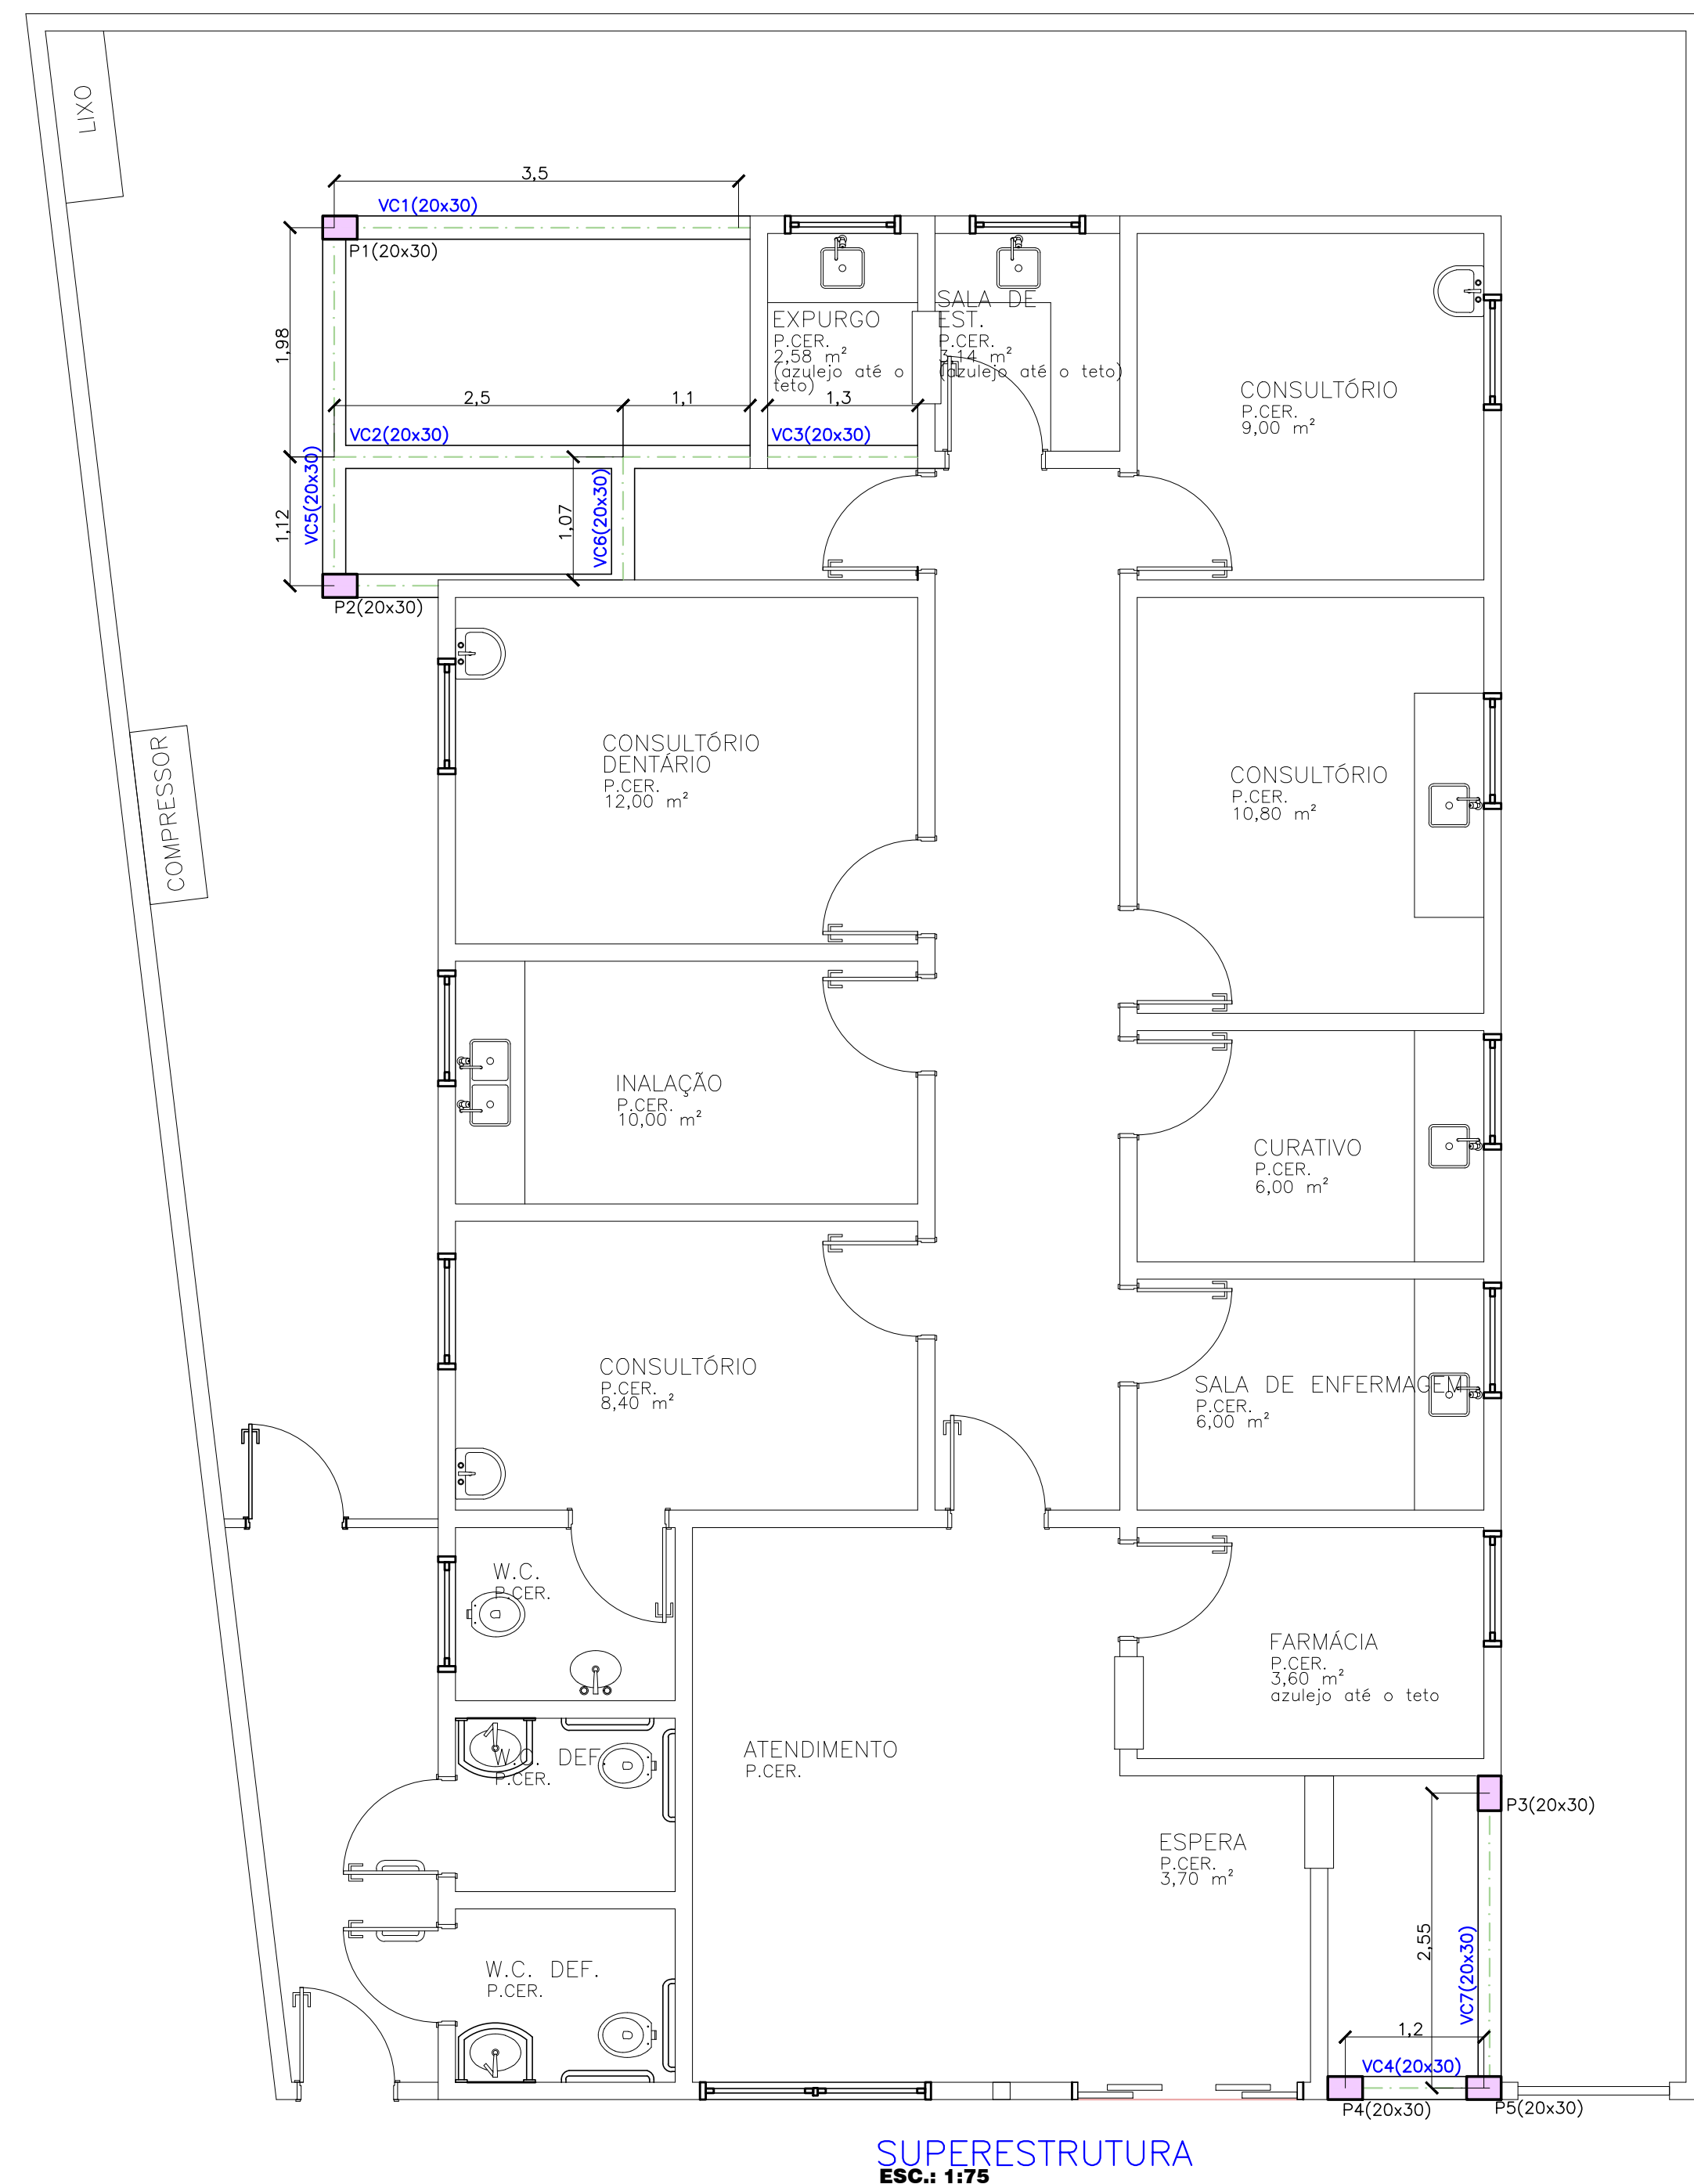 LIXO
3,5
VC1(20x30)
P1(20x30)
1,98
EXPURGO
P.CER.
2,58 m²
(azulejo até o
teto)
SALA DE
EST.
P.CER.
3,14 m²
(azulejo até o teto)
CONSULTÓRIO
P.CER.
9,00 m²
2,5
1,1
1,3
VC2(20x30)
VC3(20x30)
VC5(20x30)
1,12
1,07
VC6(20x30)
P2(20x30)
COMPRESSOR
CONSULTÓRIO
DENTÁRIO
P.CER.
12,00 m²
CONSULTÓRIO
P.CER.
10,80 m²
INALAÇÃO
P.CER.
10,00 m²
CURATIVO
P.CER.
6,00 m²
CONSULTÓRIO
P.CER.
8,40 m²
SALA DE ENFERMAGEM
P.CER.
6,00 m²
W.C.
P.CER.
FARMÁCIA
P.CER.
3,60 m²
azulejo até o teto
W.C. DEF.
P.CER.
ATENDIMENTO
P.CER.
P3(20x30)
ESPERA
P.CER.
3,70 m²
2,55
VC7(20x30)
W.C. DEF.
P.CER.
1,2
VC4(20x30)
P4(20x30)
P5(20x30)
SUPERESTRUTURA
ESC.: 1:75